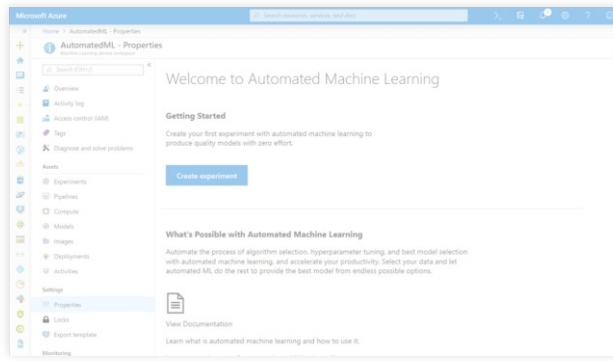 Microsoft Azure
Search resources, services, and docs
Home > AutomatedML - Properties
AutomatedML - Properties
Machine Learning service workspace
Search (Ctrl+/)
Overview
Activity log
Access control (IAM)
Tags
Diagnose and solve problems
Assets
Experiments
Pipelines
Compute
Models
Images
Deployments
Activities
Settings
Properties
Locks
Export template
Monitoring
Welcome to Automated Machine Learning
Getting Started
Create your first experiment with automated machine learning to
produce quality models with zero effort.
Create experiment
What's Possible with Automated Machine Learning
Automate the process of algorithm selection, hyperparameter tuning, and best model selection
with automated machine learning, and accelerate your productivity. Select your data and let
automated ML do the rest to provide the best model from endless possible options.
View Documentation
Learn what is automated machine learning and how to use it.